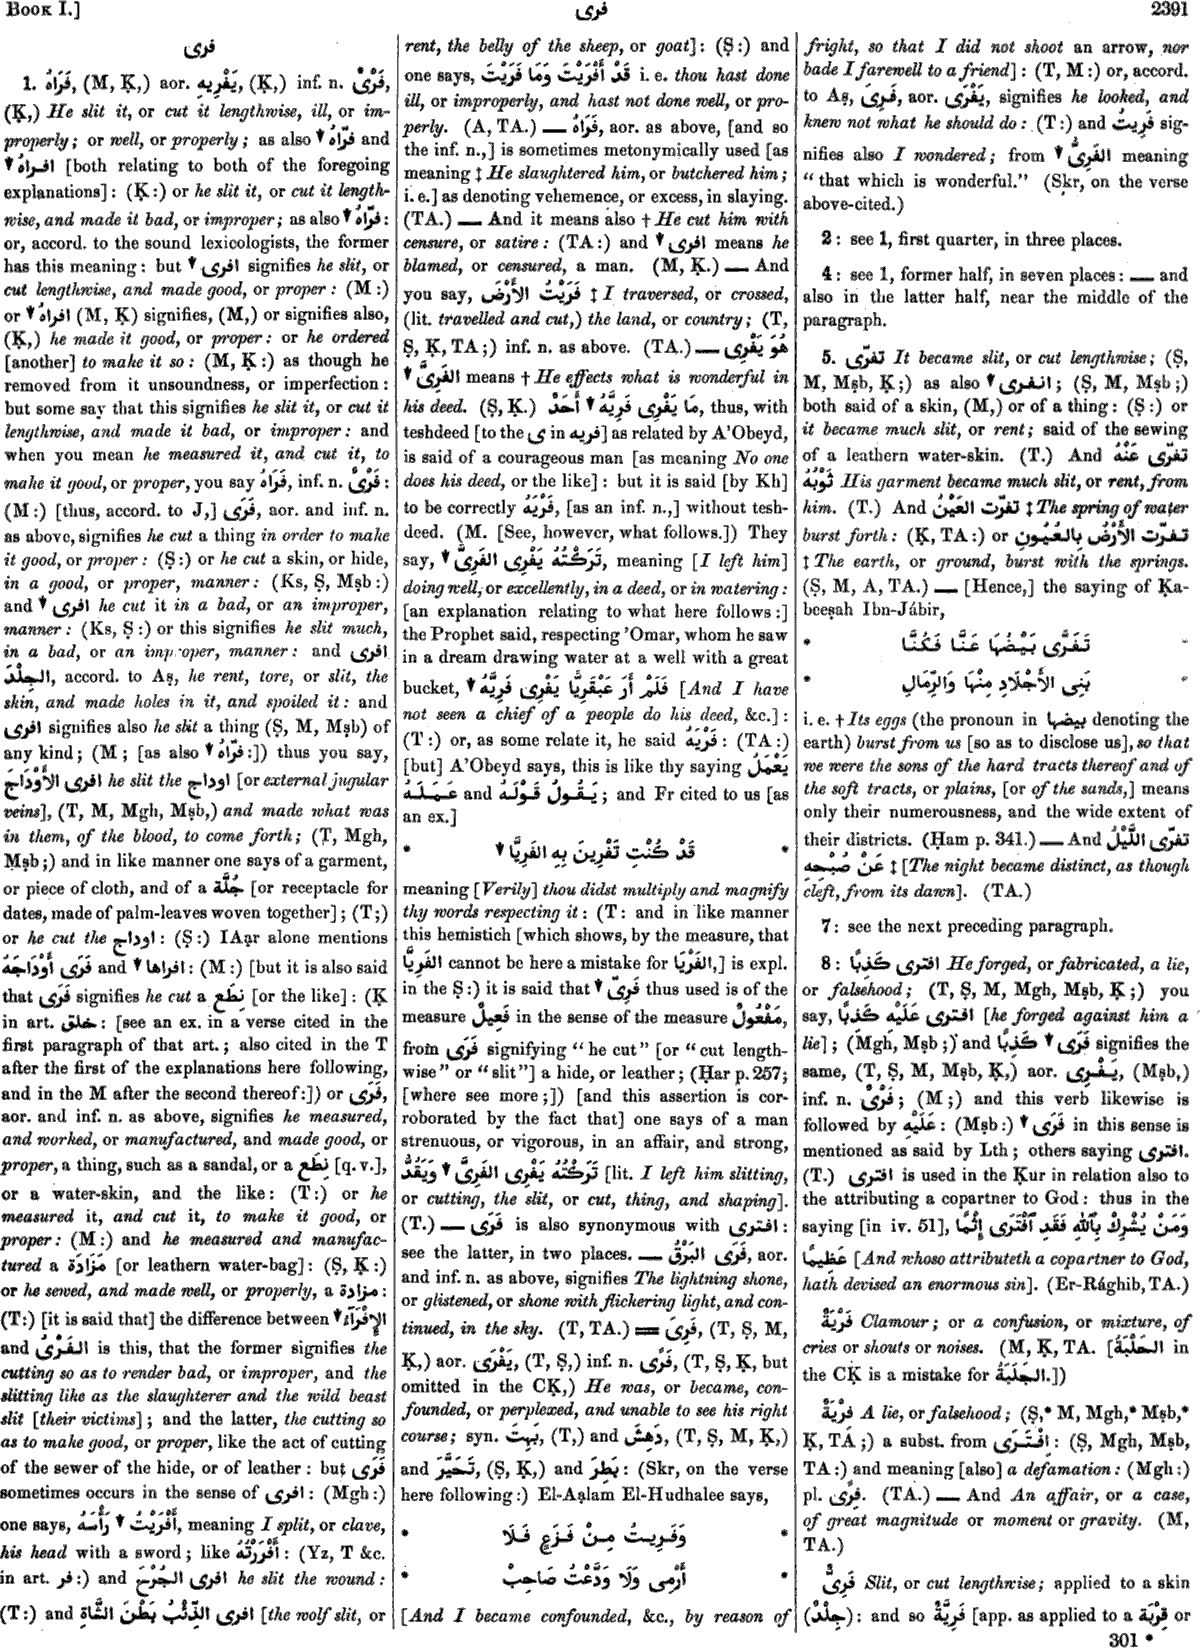 BOOK I.]
فرى
2391
فرى
1. فَرَاهُ, (M, Ḳ,) aor. يَفْرِيهِ, (Ḳ,) inf. n. فَرْىٌ,
(Ḳ,) He slit it, or cut it lengthwise, ill, or im-
properly; or well, or properly; as also ▼ فرّاهُ and
▼ افراهُ [both relating to both of the foregoing
explanations]: (Ḳ:) or he slit it, or cut it length-
wise, and made it bad, or improper; as also ▼ فرّاهُ:
or, accord. to the sound lexicologists, the former
has this meaning: but ▼ افرى signifies he slit, or
cut lengthwise, and made good, or proper: (M:)
or ▼ افراهُ (M, Ḳ) signifies, (M,) or signifies also,
(Ḳ,) he made it good, or proper: or he ordered
[another] to make it so: (M, Ḳ:) as though he
removed from it unsoundness, or imperfection:
but some say that this signifies he slit it, or cut it
lengthwise, and made it bad, or improper: and
when you mean he measured it, and cut it, to
make it good, or proper, you say فَرَاهُ, inf. n. فَرْىٌ:
(M:) [thus, accord. to J,] فَرَى, aor. and inf. n.
as above, signifies he cut a thing in order to make
it good, or proper: (Ṣ:) or he cut a skin, or hide,
in a good, or proper, manner: (Ks, Ṣ, Mṣb:)
and ▼ افرى he cut it in a bad, or an improper,
manner: (Ks, Ṣ:) or this signifies he slit much,
in a bad, or an improper, manner: and افرى
الجِلْدَ, accord. to Aṣ, he rent, tore, or slit, the
skin, and made holes in it, and spoiled it: and
افرى signifies also he slit a thing (Ṣ, M, Mṣb) of
any kind; (M; [as also ▼ فرّاهُ:]) thus you say,
افرى الأَوْدَاجَ he slit the اوداج [or external jugular
veins], (T, M, Mgh, Mṣb,) and made what was
in them, of the blood, to come forth; (T, Mgh,
Mṣb;) and in like manner one says of a garment,
or piece of cloth, and of a جُلَّة [or receptacle for
dates, made of palm-leaves woven together]; (T;)
or he cut the اوداج: (Ṣ:) IAạr alone mentions
فَرَى أَوْدَاجَهُ and ▼ افراها: (M:) [but it is also said
that فَرَى signifies he cut a نِطَع [or the like]: (Ḳ
in art. خلق: [see an ex. in a verse cited in the
first paragraph of that art.; also cited in the T
after the first of the explanations here following,
and in the M after the second thereof:]) or فَرَى,
aor. and inf. n. as above, signifies he measured,
and worked, or manufactured, and made good, or
proper, a thing, such as a sandal, or a نِطَع [q. v.],
or a water-skin, and the like: (T:) or he
measured it, and cut it, to make it good, or
proper: (M:) and he measured and manufac-
tured a مَزَادَة [or leathern water-bag]: (Ṣ, Ḳ:)
or he sewed, and made well, or properly, a مزادة:
(T:) [it is said that] the difference between ▼ الإِفْرَآءُ
and الفَرْىُ is this, that the former signifies the
cutting so as to render bad, or improper, and the
slitting like as the slaughterer and the wild beast
slit [their victims]; and the latter, the cutting so
as to make good, or proper, like the act of cutting
of the sewer of the hide, or of leather: but فَرَى
sometimes occurs in the sense of افرى: (Mgh:)
one says, أَفْرَيْتُ ▼ رَأْسَهُ, meaning I split, or clave,
his head with a sword; like أَفْرَرْتُهُ: (Yz, T &c.
in art. فر:) and افرى الجُرْحَ he slit the wound:
(T:) and افرى الذِّئْبُ بَطْنَ الشَّاةِ [the wolf slit, or
rent, the belly of the sheep, or goat]: (Ṣ:) and
one says, قَدْ أَفْرَيْتَ وَمَا فَرَيْتَ i. e. thou hast done
ill, or improperly, and hast not done well, or pro-
perly. (A, TA.) — فَرَاهُ, aor. as above, [and so
the inf. n.,] is sometimes metonymically used [as
meaning ‡ He slaughtered him, or butchered him;
i. e.] as denoting vehemence, or excess, in slaying.
(TA.) — And it means also † He cut him with
censure, or satire: (TA:) and ▼ افرى means he
blamed, or censured, a man. (M, Ḳ.) — And
you say, فَرَيْتُ الأَرْضَ ‡ I traversed, or crossed,
(lit. travelled and cut,) the land, or country; (T,
Ṣ, Ḳ, TA;) inf. n. as above. (TA.) — هُوَ يَفْرِى
▼ الفَرِىَّ means † He effects what is wonderful in
his deed. (Ṣ, Ḳ.) مَا يَفْرِى فَرِيَّهُ ▼ أَحَدٌ, thus, with
teshdeed [to the ى in فريه] as related by A'Obeyd,
is said of a courageous man [as meaning No one
does his deed, or the like]: but it is said [by Kh]
to be correctly فَرْيَهُ, [as an inf. n.,] without tesh-
deed. (M. [See, however, what follows.]) They
say, ▼ تَرَكْتُهُ يَفْرِى الفَرِىَّ, meaning [I left him]
doing well, or excellently, in a deed, or in watering:
[an explanation relating to what here follows:]
the Prophet said, respecting 'Omar, whom he saw
in a dream drawing water at a well with a great
bucket, ▼ فَلَمْ أَرَ عَبْقَرِيًّا يَفْرِى فَرِيَّهُ [And I have
not seen a chief of a people do his deed, &c.]:
(T:) or, as some relate it, he said فَرْيَهُ: (TA:)
[but] A'Obeyd says, this is like thy saying يَعْمَلُ
عَمَلَهُ and يَقُولُ قَوْلَهُ; and Fr cited to us [as
an ex.]
* قَدْ كُنْتِ تَفْرِينَ بِهِ الفَرِيَّا ▼ *
meaning [Verily] thou didst multiply and magnify
thy words respecting it: (T: and in like manner
this hemistich [which shows, by the measure, that
الفَرِيَّا cannot be here a mistake for الفَرْيَا,] is expl.
in the Ṣ:) it is said that ▼ فَرِىّ thus used is of the
measure فَعِيلٌ in the sense of the measure مَفْعُولٌ,
from فَرَى signifying "he cut" [or "cut length-
wise" or "slit"] a hide, or leather; (Ḥar p. 257;
[where see more;]) [and this assertion is cor-
roborated by the fact that] one says of a man
strenuous, or vigorous, in an affair, and strong,
تَرَكْتُهُ يَفْرِى الفَرِىَّ ▼ وَيَقُدُّ [lit. I left him slitting,
or cutting, the slit, or cut, thing, and shaping].
(T.) — فَرَى is also synonymous with افترى:
see the latter, in two places. — فَرَى البَرْقُ, aor.
and inf. n. as above, signifies The lightning shone,
or glistened, or shone with flickering light, and con-
tinued, in the sky. (T, TA.) = فَرِىَ, (T, Ṣ, M,
Ḳ,) aor. يَفْرَى, (T, Ṣ,) inf. n. فَرًى, (T, Ṣ, Ḳ, but
omitted in the CḲ,) He was, or became, con-
founded, or perplexed, and unable to see his right
course; syn. بَهِتَ, (T,) and دَهِشَ, (T, Ṣ, M, Ḳ,)
and تَحَيَّرَ, (Ṣ, Ḳ,) and بَطِرَ: (Skr, on the verse
here following:) El-Aṣlam El-Hudhalee says,
* وَفَرِيتُ مِنْ فَزَعٍ فَلَا *
* أَرْمِى وَلَا وَدَّعْتُ صَاحِبْ *
[And I became confounded, &c., by reason of
fright, so that I did not shoot an arrow, nor
bade I farewell to a friend]: (T, M:) or, accord.
to Aṣ, فَرِىَ, aor. يَفْرَى, signifies he looked, and
knew not what he should do: (T:) and فَرِيتُ sig-
nifies also I wondered; from ▼ الفَرِىُّ meaning
"that which is wonderful." (Skr, on the verse
above-cited.)
2: see 1, first quarter, in three places.
4: see 1, former half, in seven places: — and
also in the latter half, near the middle of the
paragraph.
5. تفرّى It became slit, or cut lengthwise; (Ṣ,
M, Mṣb, Ḳ;) as also ▼ انفرى; (Ṣ, M, Mṣb;)
both said of a skin, (M,) or of a thing: (Ṣ:) or
it became much slit, or rent; said of the sewing
of a leathern water-skin. (T.) And تفرّى عَنْهُ
ثَوْبُهُ His garment became much slit, or rent, from
him. (T.) And تفرّت العَيْنُ ‡ The spring of water
burst forth: (Ḳ, TA:) or تفرّت الأَرْضُ بِالعُيُونِ
‡ The earth, or ground, burst with the springs.
(Ṣ, M, A, TA.) — [Hence,] the saying of Ḳa-
beeṣah Ibn-Jábir,
* تَفَرَّى بَيْضُهَا عَنَّا فَكُنَّا *
* بَنِى الأَجْلَادِ مِنْهَا وَالرِّمَالِ *
i. e. † Its eggs (the pronoun in بيضها denoting the
earth) burst from us [so as to disclose us], so that
we were the sons of the hard tracts thereof and of
the soft tracts, or plains, [or of the sands,] means
only their numerousness, and the wide extent of
their districts. (Ḥam p. 341.) — And تفرّى اللَّيْلُ
عَنْ صُبْحِهِ ‡ [The night became distinct, as though
cleft, from its dawn]. (TA.)
7: see the next preceding paragraph.
8: افترى كَذِبًا He forged, or fabricated, a lie,
or falsehood; (T, Ṣ, M, Mgh, Mṣb, Ḳ;) you
say, افترى عَلَيْهِ كَذِبًا [he forged against him a
lie]; (Mgh, Mṣb;) and فَرَى ▼ كَذِبًا signifies the
same, (T, Ṣ, M, Mṣb, Ḳ,) aor. يَفْرِى, (Mṣb,)
inf. n. فَرْىٌ; (M;) and this verb likewise is
followed by عَلَيْهِ: (Mṣb:) ▼ فَرَى in this sense is
mentioned as said by Lth; others saying افترى.
(T.) افترى is used in the Ḳur in relation also to
the attributing a copartner to God: thus in the
saying [in iv. 51], وَمَنْ يُشْرِكْ بِٱللّٰهِ فَقَدِ ٱفْتَرَى إِثْمًا
عَظِيمًا [And whoso attributeth a copartner to God,
hath devised an enormous sin]. (Er-Rághib, TA.)
فَرْيَةٌ Clamour; or a confusion, or mixture, of
cries or shouts or noises. (M, Ḳ, TA. [الحَلْبَةُ in
the CḲ is a mistake for الجَلَبَةُ.])
فِرْيَةٌ A lie, or falsehood; (Ṣ,* M, Mgh,* Mṣb,*
Ḳ, TA;) a subst. from افْتَرَى: (Ṣ, Mgh, Mṣb,
TA:) and meaning [also] a defamation: (Mgh:)
pl. فِرًى. (TA.) — And An affair, or a case,
of great magnitude or moment or gravity. (M,
TA.)
فَرِىٌّ Slit, or cut lengthwise; applied to a skin
(جِلْدٌ): and so فَرِيَّةٌ [app. as applied to a قِرْبَة or
301 *